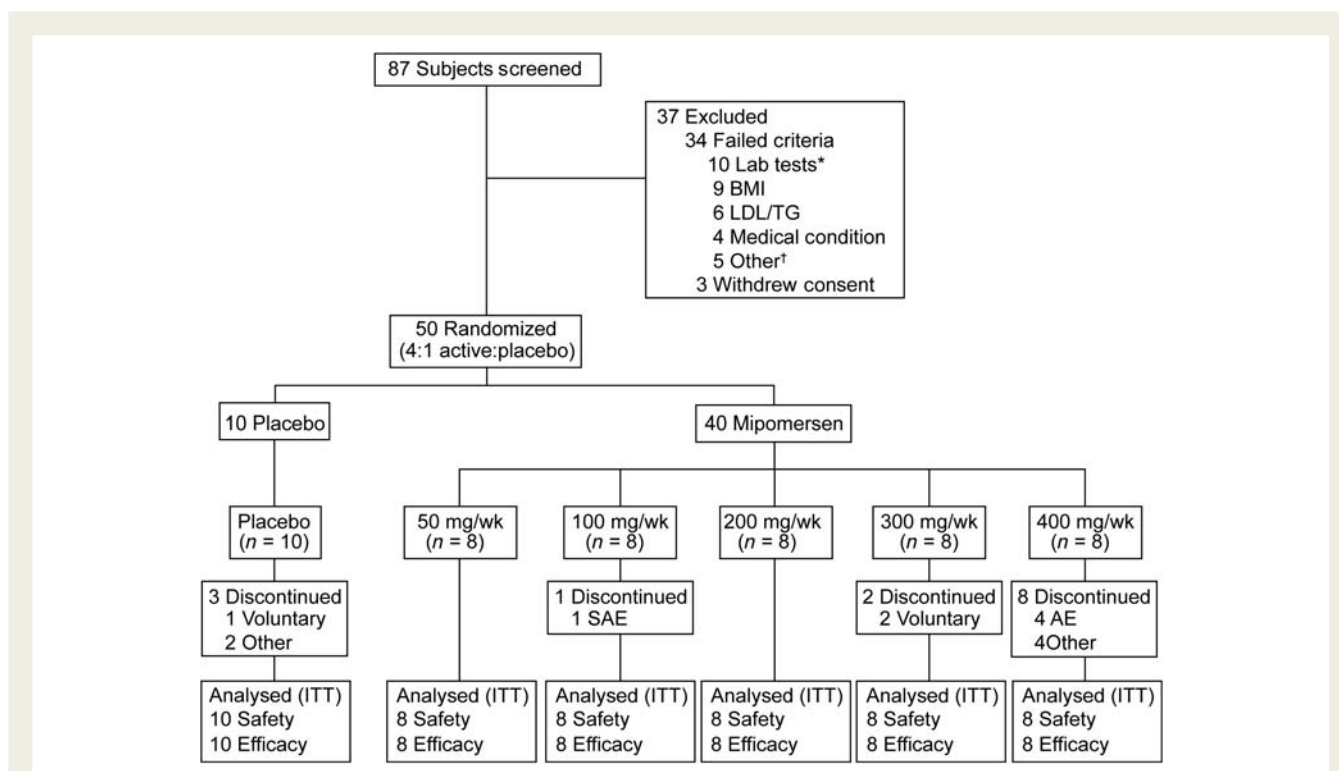 87 Subjects screened
37 Excluded
34 Failed criteria
10 Lab tests*
9 BMI
6 LDL/TG
4 Medical condition
5 Other†
3 Withdrew consent
50 Randomized
(4:1 active:placebo)
10 Placebo
40 Mipomersen
Placebo
(n = 10)
50 mg/wk
(n = 8)
100 mg/wk
(n = 8)
200 mg/wk
(n = 8)
300 mg/wk
(n = 8)
400 mg/wk
(n = 8)
3 Discontinued
1 Voluntary
2 Other
1 Discontinued
1 SAE
2 Discontinued
2 Voluntary
8 Discontinued
4 AE
4Other
Analysed (ITT)
10 Safety
10 Efficacy
Analysed (ITT)
8 Safety
8 Efficacy
Analysed (ITT)
8 Safety
8 Efficacy
Analysed (ITT)
8 Safety
8 Efficacy
Analysed (ITT)
8 Safety
8 Efficacy
Analysed (ITT)
8 Safety
8 Efficacy